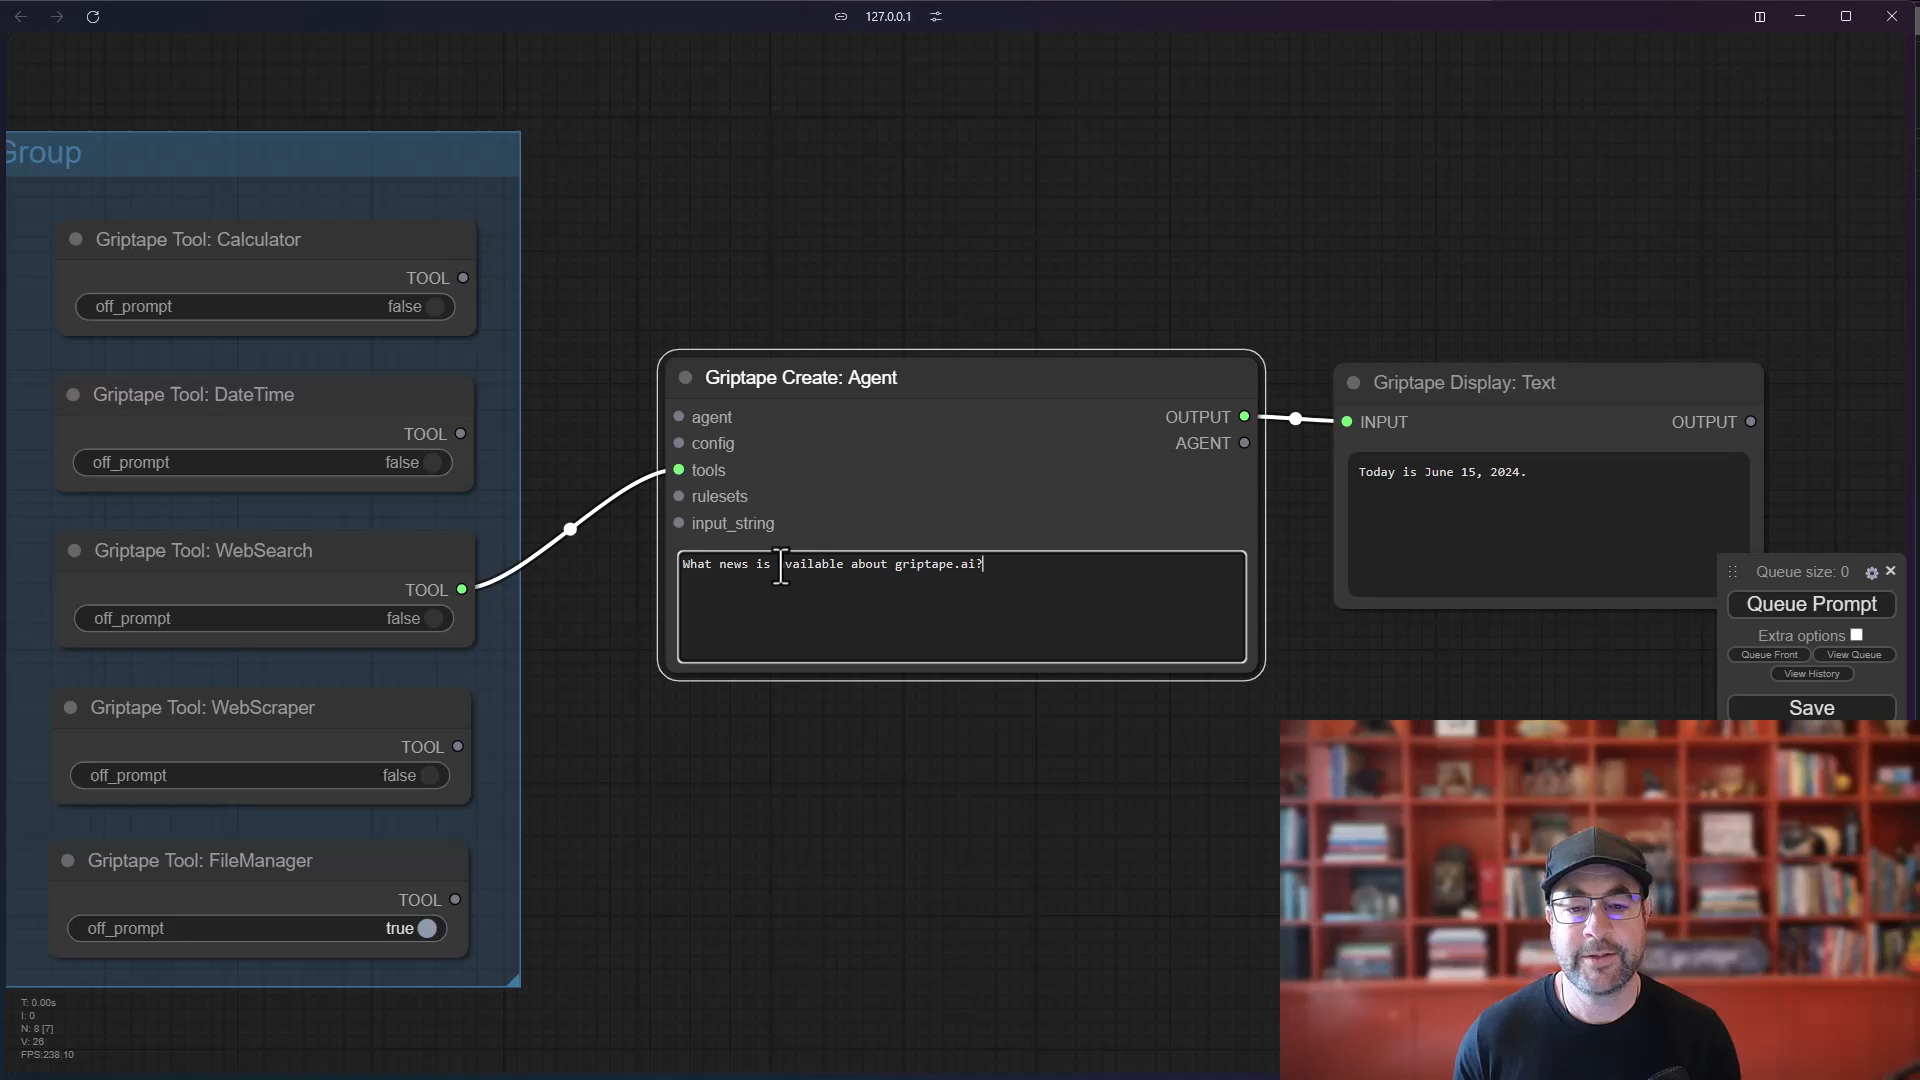 127.0.0.1
Group
Griptape Tool: Calculator
TOOL
off_prompt false
Griptape Tool: DateTime
TOOL
off_prompt false
Griptape Tool: WebSearch
TOOL
off_prompt false
Griptape Tool: WebScraper
TOOL
off_prompt false
Griptape Tool: FileManager
TOOL
off_prompt true
Griptape Create: Agent
agent OUTPUT
config AGENT
tools
rulesets
input_string
What news is available about griptape.ai?
Griptape Display: Text
INPUT OUTPUT
Today is June 15, 2024.
Queue size: 0
Queue Prompt
Extra options
Queue Front View Queue
View History
Save
T: 0.00s
I: 0
N: 8 [7]
V: 26
FPS:238.10